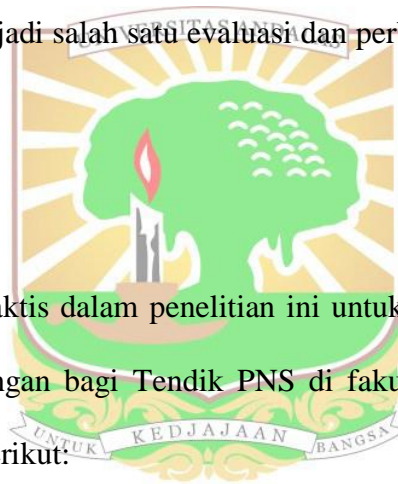 jadi salah satu evaluasi dan per
UNIVERSITAS ANDALAS
aktis dalam penelitian ini untuk
ngan bagi Tendik PNS di faku
UNTUK KEDJAJAAN BANGSA
erikut: